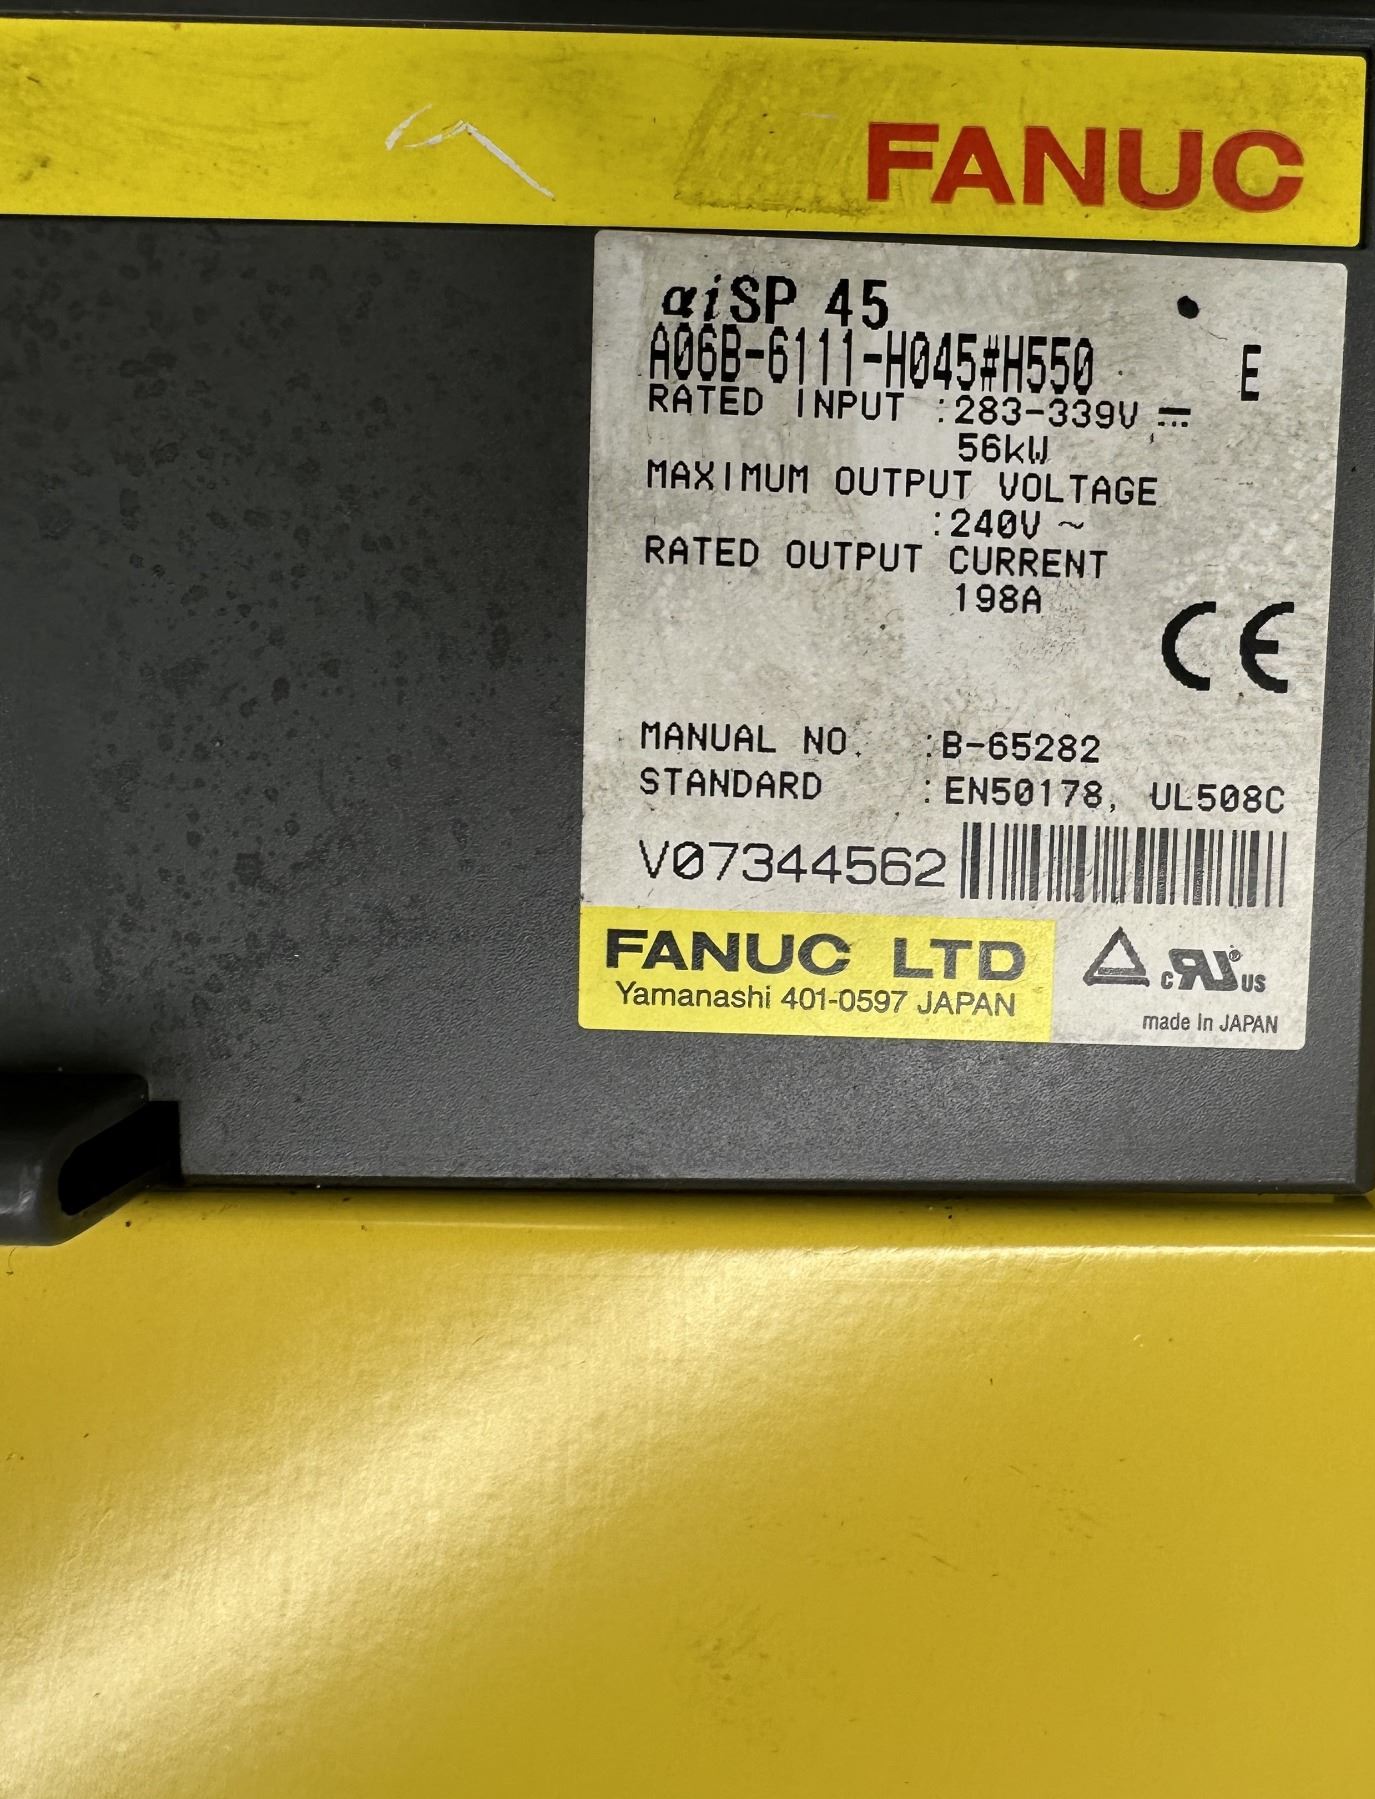 FANUC
αiSP 45
A06B-6111-H045#H550 E
RATED INPUT :283-339V ⎓
56kW
MAXIMUM OUTPUT VOLTAGE
:240V ~
RATED OUTPUT CURRENT
198A
CE
MANUAL NO. :B-65282
STANDARD :EN50178, UL508C
V07344562
FANUC LTD
Yamanashi 401-0597 JAPAN
c RU ® US
made in JAPAN